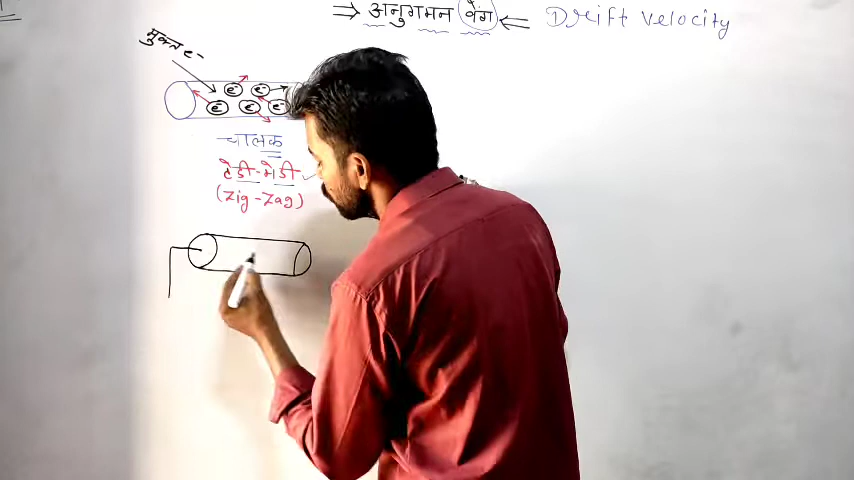 ⇒ अनुगमन वेग ⇐ Drift velocity
मुक्त e-
e- e-
e- e- e-
चालक
टेडी-मेडी
(Zig-Zag)